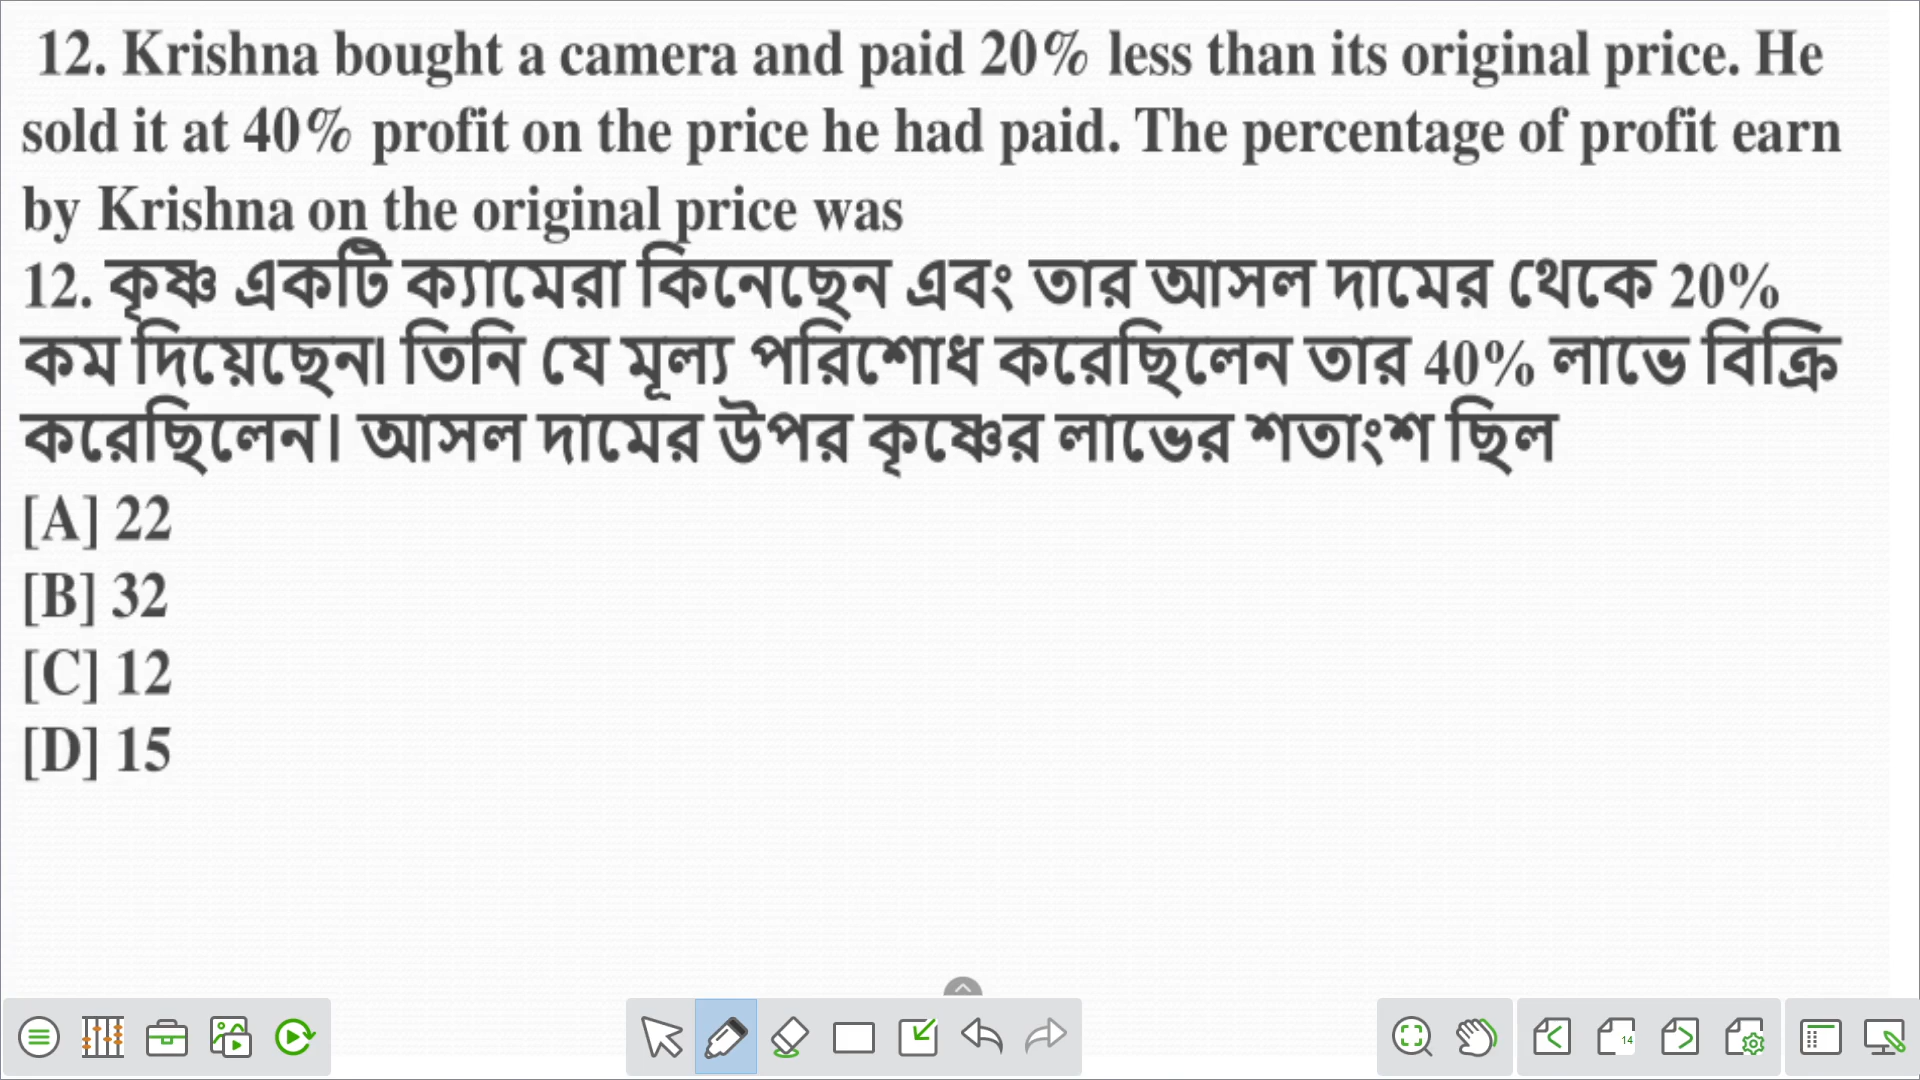 12. Krishna bought a camera and paid 20% less than its original price. He
sold it at 40% profit on the price he had paid. The percentage of profit earn
by Krishna on the original price was
12. কৃষ্ণ একটি ক্যামেরা কিনেছেন এবং তার আসল দামের থেকে 20%
কম দিয়েছেন। তিনি যে মূল্য পরিশোধ করেছিলেন তার 40% লাভে বিক্রি
করেছিলেন। আসল দামের উপর কৃষ্ণের লাভের শতাংশ ছিল
[A] 22
[B] 32
[C] 12
[D] 15
14